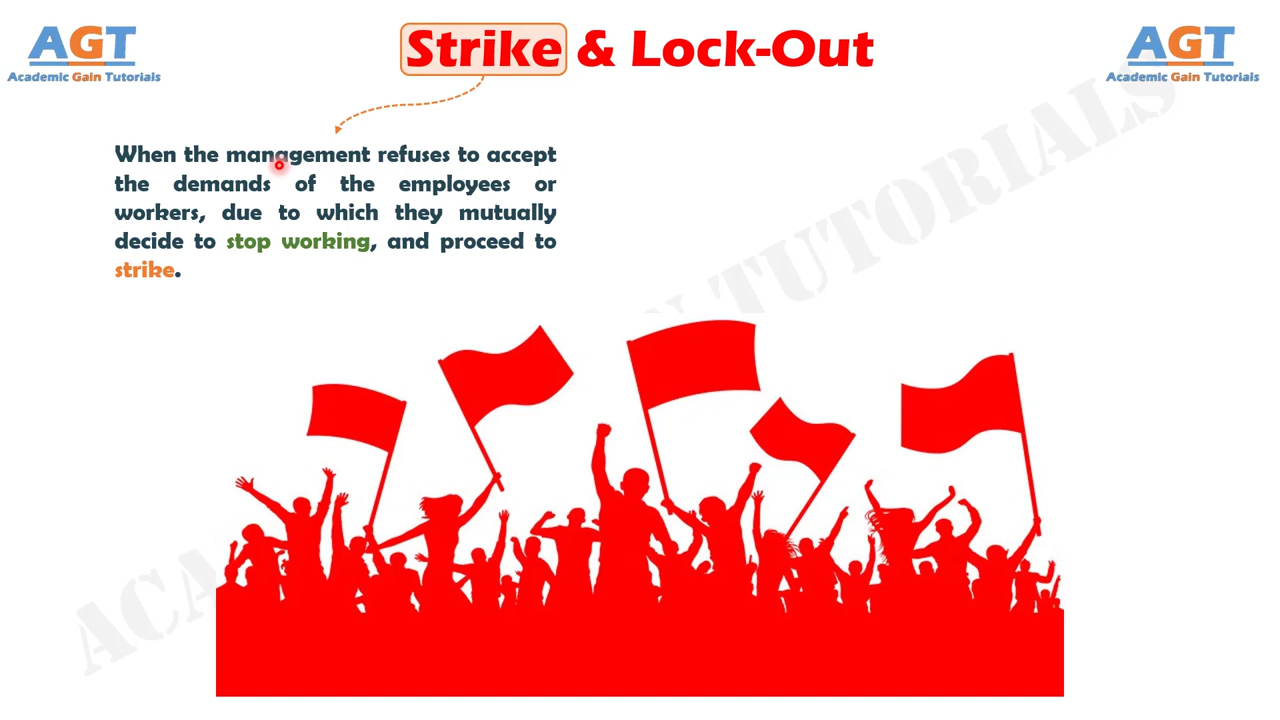 AGT
Academic Gain Tutorials
Strike & Lock-Out
AGT
Academic Gain Tutorials
When the management refuses to accept
the demands of the employees or
workers, due to which they mutually
decide to stop working, and proceed to
strike.
TUTORIALS